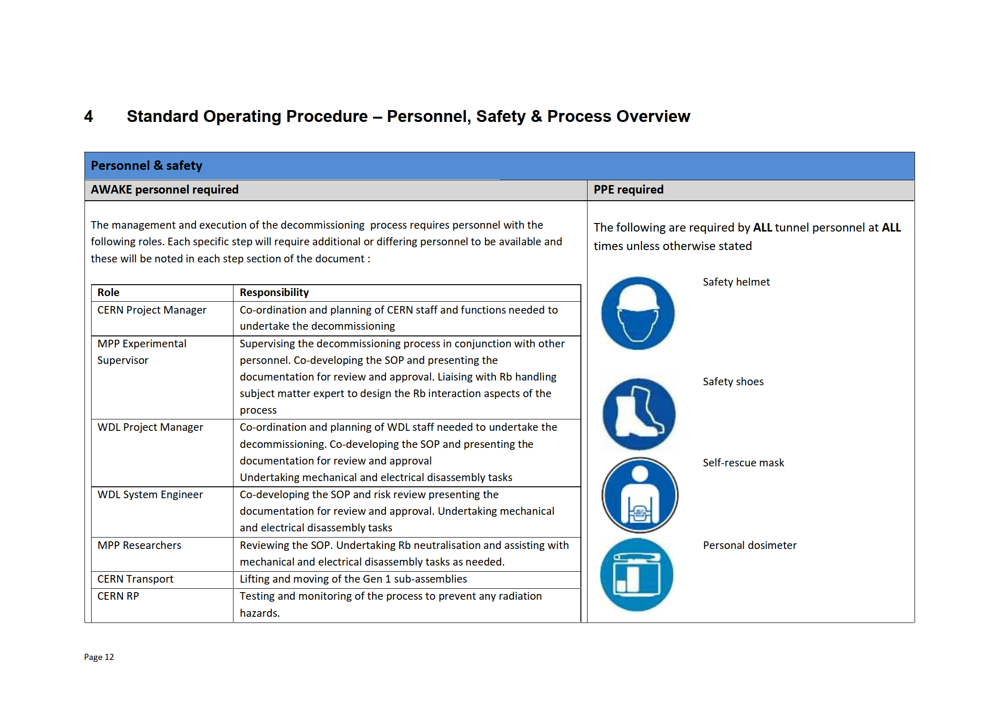 4 Standard Operating Procedure – Personnel, Safety & Process Overview
Personnel & safety
AWAKE personnel required
PPE required
The management and execution of the decommissioning process requires personnel with the
following roles. Each specific step will require additional or differing personnel to be available and
these will be noted in each step section of the document :
Role Responsibility
CERN Project Manager Co-ordination and planning of CERN staff and functions needed to
undertake the decommissioning
MPP Experimental Supervising the decommissioning process in conjunction with other
Supervisor personnel. Co-developing the SOP and presenting the
documentation for review and approval. Liaising with Rb handling
subject matter expert to design the Rb interaction aspects of the
process
WDL Project Manager Co-ordination and planning of WDL staff needed to undertake the
decommissioning. Co-developing the SOP and presenting the
documentation for review and approval
Undertaking mechanical and electrical disassembly tasks
WDL System Engineer Co-developing the SOP and risk review presenting the
documentation for review and approval. Undertaking mechanical
and electrical disassembly tasks
MPP Researchers Reviewing the SOP. Undertaking Rb neutralisation and assisting with
mechanical and electrical disassembly tasks as needed.
CERN Transport Lifting and moving of the Gen 1 sub-assemblies
CERN RP Testing and monitoring of the process to prevent any radiation
hazards.
The following are required by ALL tunnel personnel at ALL
times unless otherwise stated
Safety helmet
Safety shoes
Self-rescue mask
Personal dosimeter
Page 12